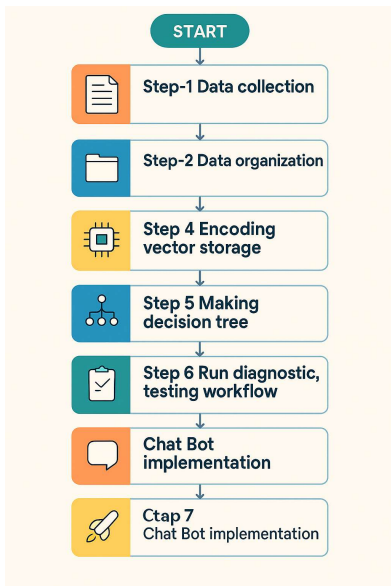 START
Step-1 Data collection
Step-2 Data organization
Step 4 Encoding
vector storage
Step 5 Making
decision tree
Step 6 Run diagnostic,
testing workflow
Chat Bot
implementation
Ctap 7
Chat Bot implementation